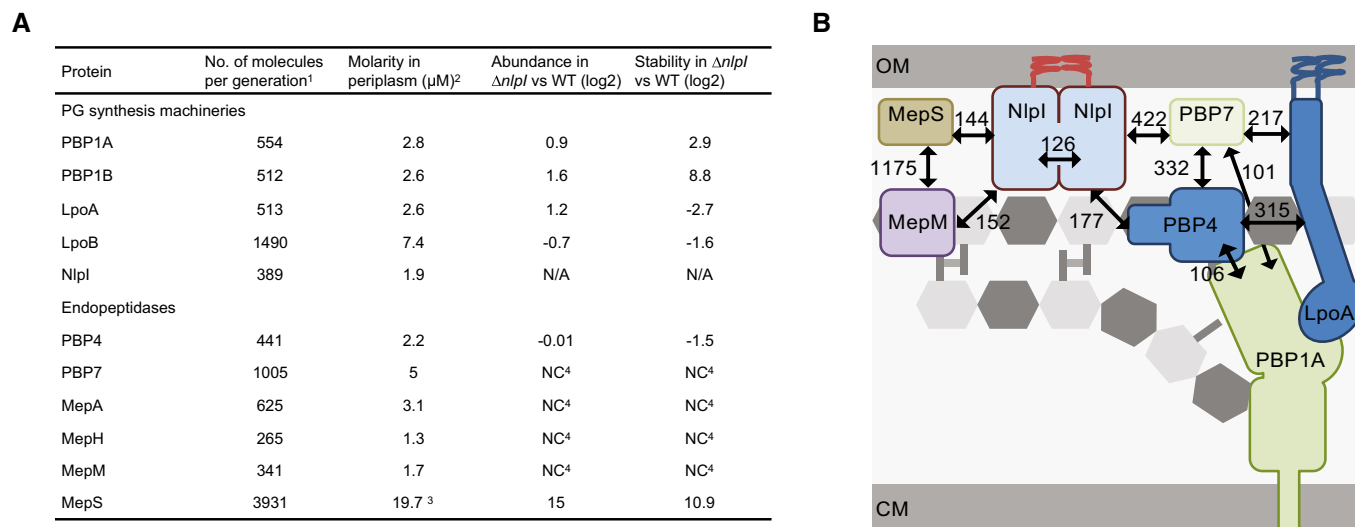 A
Protein No. of molecules per generation¹ Molarity in periplasm (µM)² Abundance in ΔnlpI vs WT (log2) Stability in ΔnlpI vs WT (log2)
PG synthesis machineries
PBP1A 554 2.8 0.9 2.9
PBP1B 512 2.6 1.6 8.8
LpoA 513 2.6 1.2 -2.7
LpoB 1490 7.4 -0.7 -1.6
NlpI 389 1.9 N/A N/A
Endopeptidases
PBP4 441 2.2 -0.01 -1.5
PBP7 1005 5 NC⁴ NC⁴
MepA 625 3.1 NC⁴ NC⁴
MepH 265 1.3 NC⁴ NC⁴
MepM 341 1.7 NC⁴ NC⁴
MepS 3931 19.7 ³ 15 10.9
B
OM
MepS 144 NlpI NlpI 422 PBP7 217
126
1175 332 101
MepM 152 177 PBP4 315
106
LpoA
PBP1A
CM